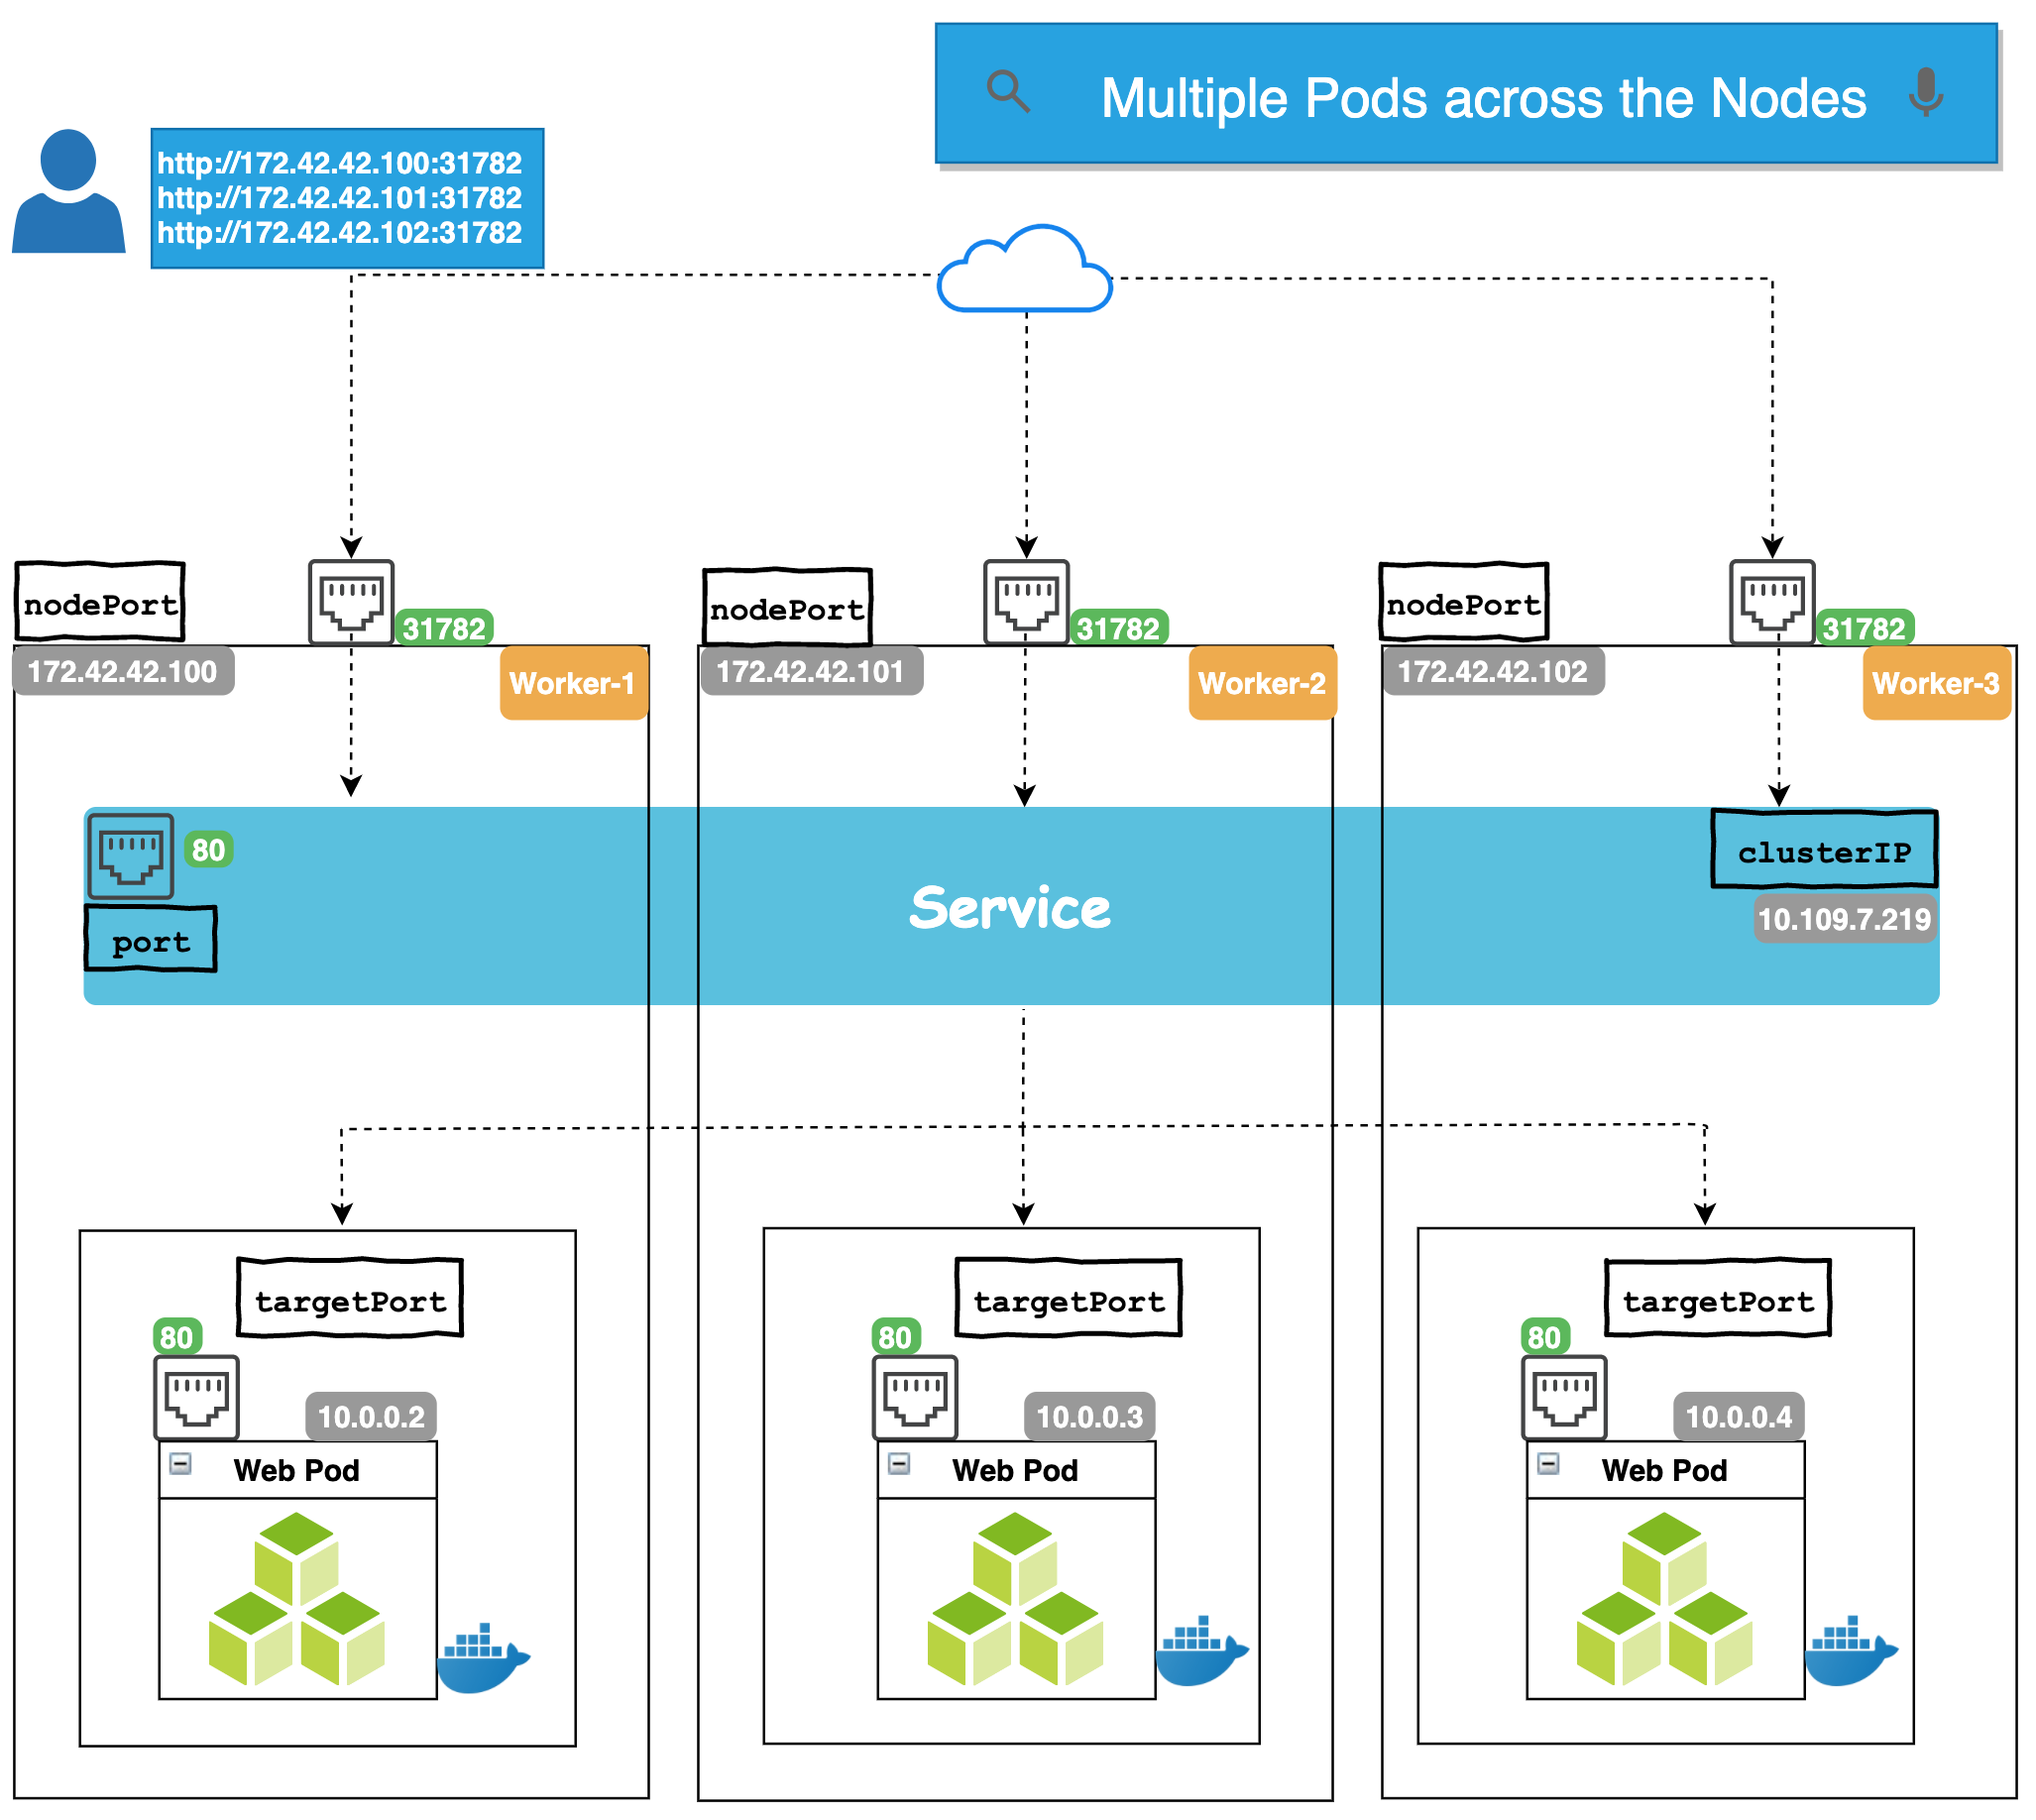 Multiple Pods across the Nodes
http://172.42.42.100:31782
http://172.42.42.101:31782
http://172.42.42.102:31782
nodePort
31782
nodePort
31782
nodePort
31782
172.42.42.100
Worker-1
172.42.42.101
Worker-2
172.42.42.102
Worker-3
80
port
Service
clusterIP
10.109.7.219
targetPort
80
10.0.0.2
Web Pod
targetPort
80
10.0.0.3
Web Pod
targetPort
80
10.0.0.4
Web Pod